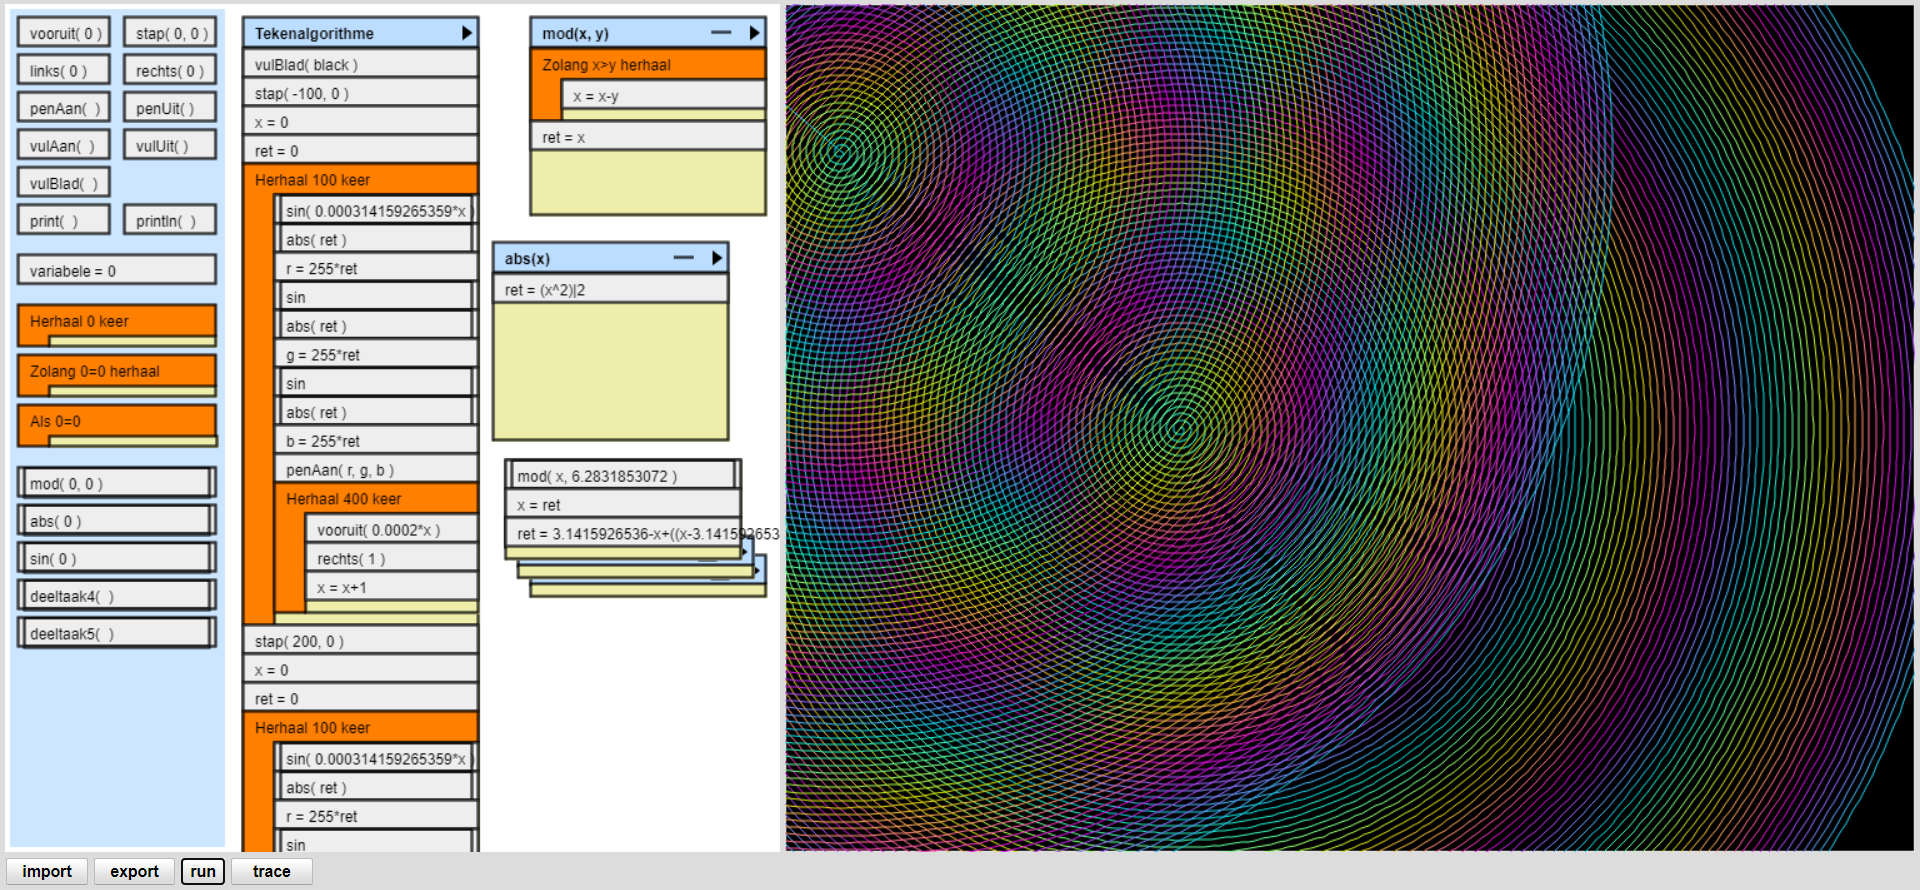 vooruit( 0 )
stap( 0, 0 )
links( 0 )
rechts( 0 )
penAan(  )
penUit( )
vulAan(  )
vulUit( )
vulBlad(  )
print(  )
println(  )
variabele = 0
Herhaal 0 keer
Zolang 0=0 herhaal
Als 0=0
mod( 0, 0 )
abs( 0 )
sin( 0 )
deeltaak4(  )
deeltaak5(  )
Tekenalgorithme
vulBlad( black )
stap( -100, 0 )
x = 0
ret = 0
Herhaal 100 keer
sin( 0.000314159265359*x )
abs( ret )
r = 255*ret
sin
abs( ret )
g = 255*ret
sin
abs( ret )
b = 255*ret
penAan( r, g, b )
Herhaal 400 keer
vooruit( 0.0002*x )
rechts( 1 )
x = x+1
stap( 200, 0 )
x = 0
ret = 0
Herhaal 100 keer
sin( 0.000314159265359*x )
abs( ret )
r = 255*ret
sin
mod(x, y)
Zolang x>y herhaal
x = x-y
ret = x
abs(x)
ret = (x^2)|2
mod( x, 6.2831853072 )
x = ret
ret = 3.1415926536-x+((x-3.141592653
import
export
run
trace